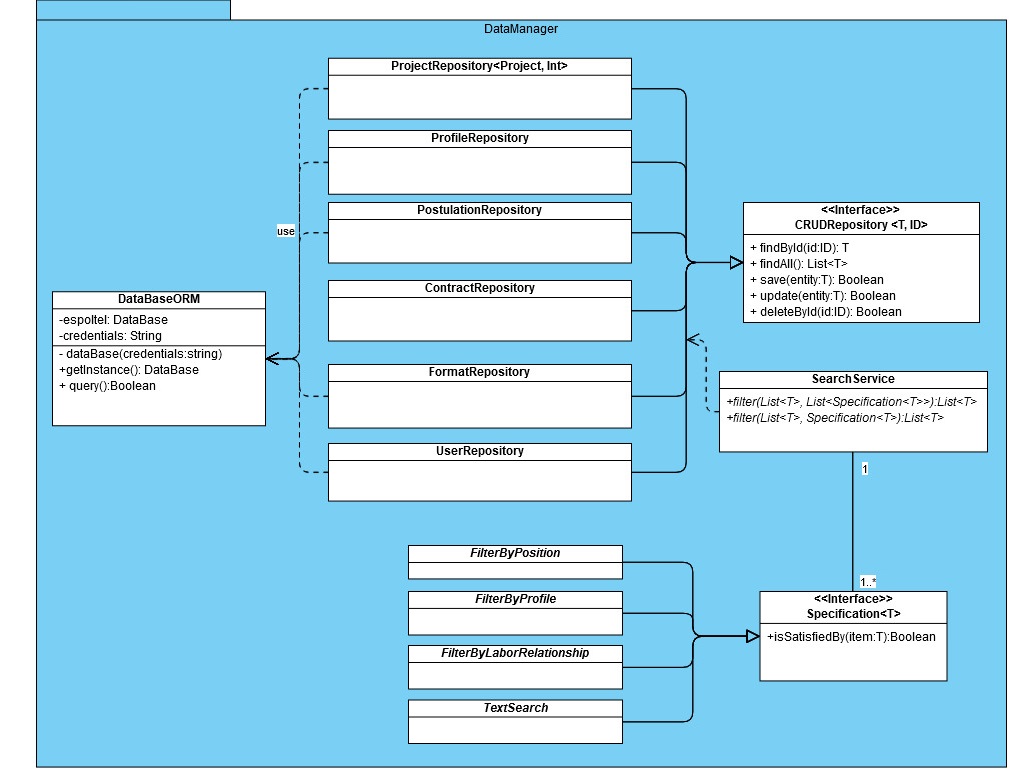 DataManager
ProjectRepository<Project, Int>
ProfileRepository
PostulationRepository
ContractRepository
FormatRepository
UserRepository
use
DataBaseORM
-espoltel: DataBase
-credentials: String
- dataBase(credentials:string)
+getInstance(): DataBase
+ query():Boolean
<<Interface>>
CRUDRepository <T, ID>
+ findById(id:ID): T
+ findAll(): List<T>
+ save(entity:T): Boolean
+ update(entity:T): Boolean
+ deleteById(id:ID): Boolean
SearchService
+filter(List<T>, List<Specification<T>>):List<T>
+filter(List<T>, Specification<T>):List<T>
1
1..*
<<Interface>>
Specification<T>
+isSatisfiedBy(item:T):Boolean
FilterByPosition
FilterByProfile
FilterByLaborRelationship
TextSearch